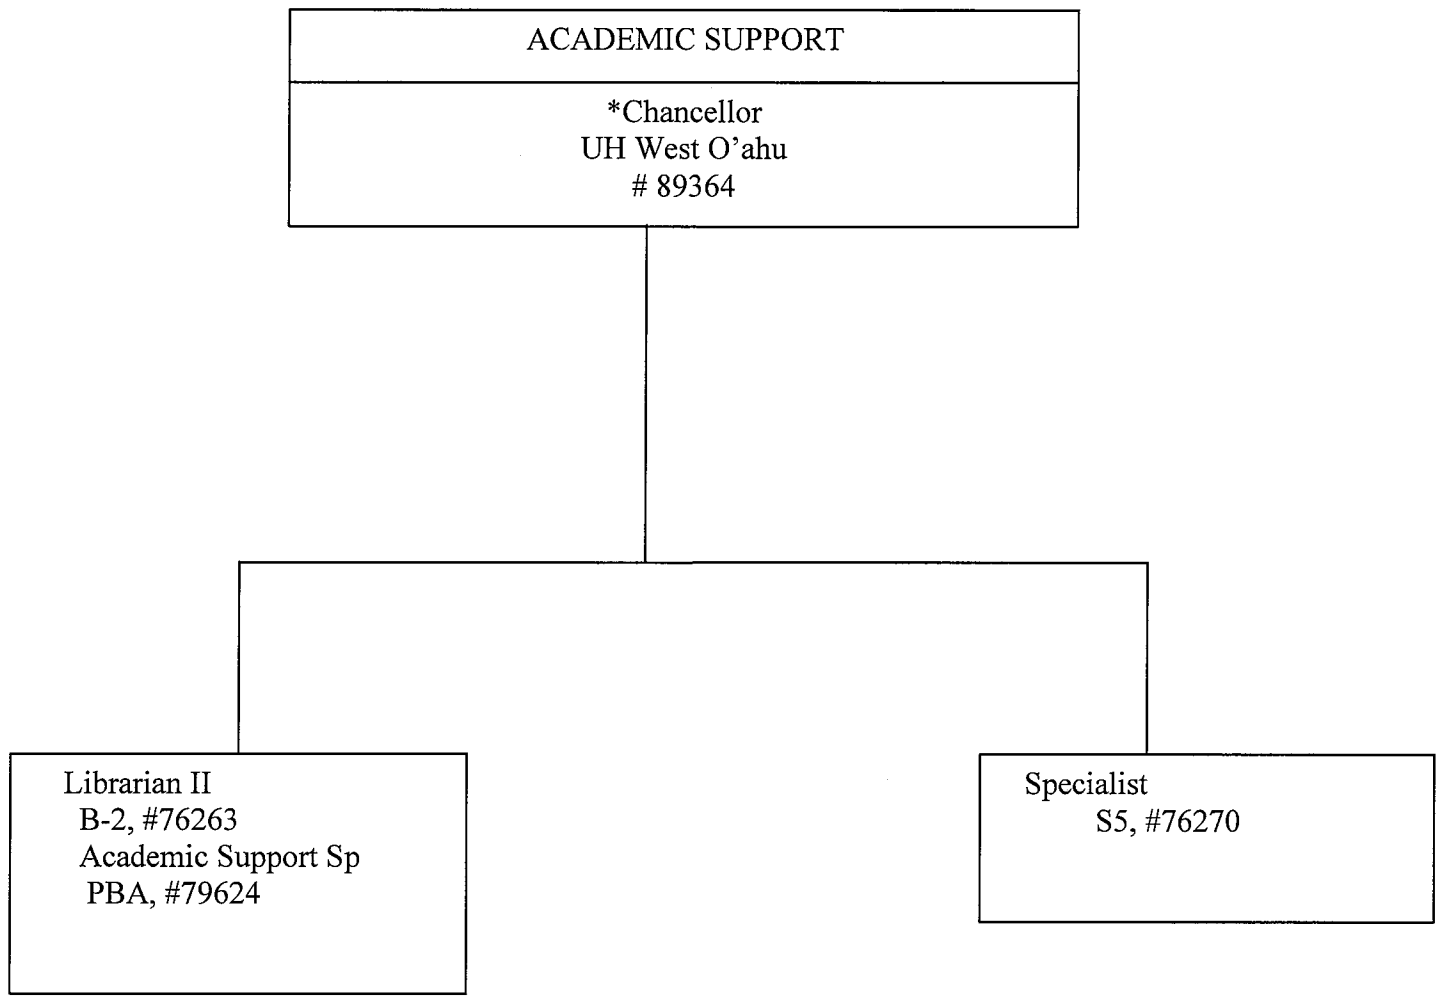 ACADEMIC SUPPORT
*Chancellor
UH West O’ahu
# 89364
Librarian II
B-2, #76263
Academic Support Sp
PBA, #79624
Specialist
S5, #76270